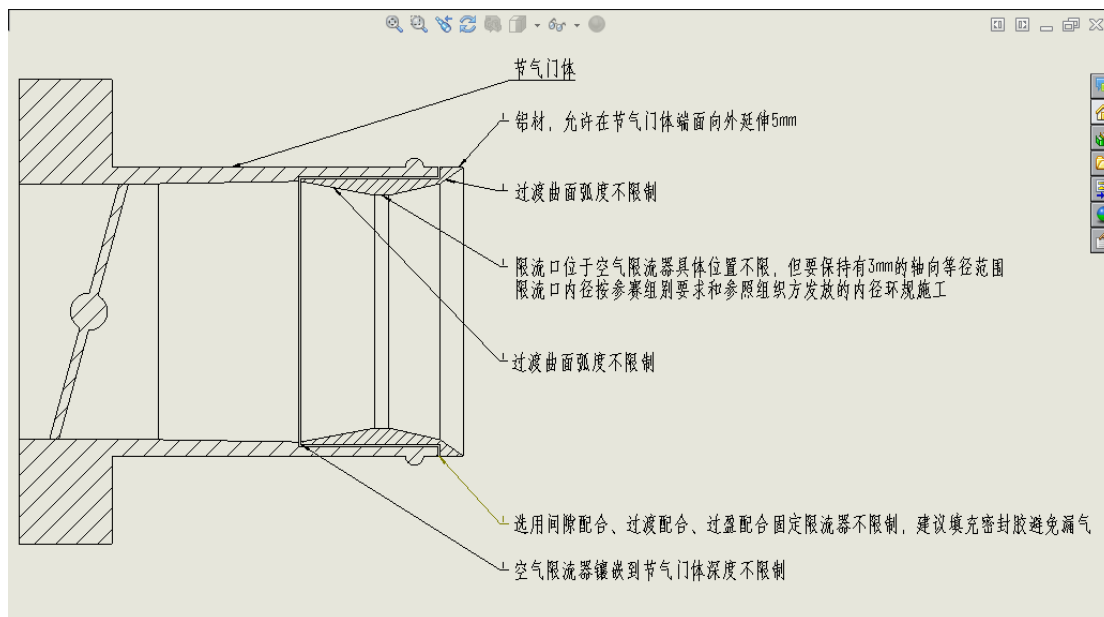 节气门体
铝材，允许在节气门体端面向外延伸5mm
过渡曲面弧度不限制
限流口位于空气限流器具体位置不限，但要保持有3mm的轴向等径范围
限流口内径按参赛组别要求和参照组织方发放的内径环规施工
过渡曲面弧度不限制
选用间隙配合、过渡配合、过盈配合固定限流器不限制，建议填充密封胶避免漏气
空气限流器镶嵌到节气门体深度不限制